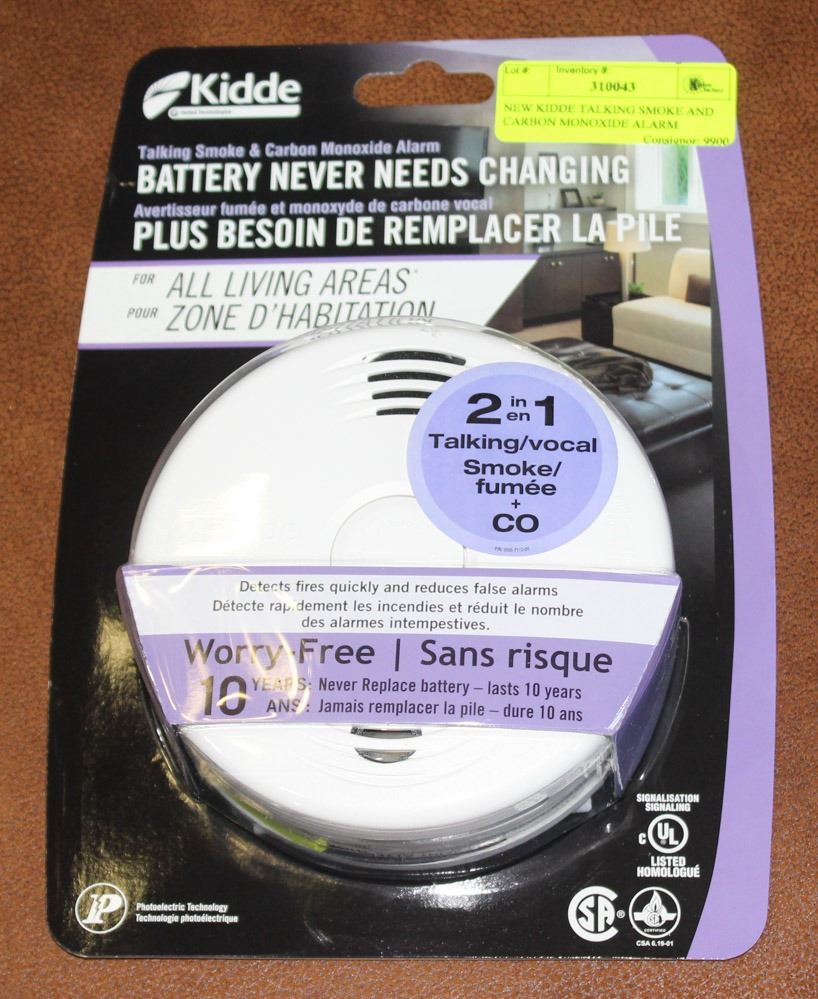 Kidde
United Technologies
Lot #: Inventory #:
310043
NEW KIDDE TALKING SMOKE AND
CARBON MONOXIDE ALARM
Consignor: 9900
Talking Smoke & Carbon Monoxide Alarm
BATTERY NEVER NEEDS CHANGING
Avertisseur fumée et monoxyde de carbone vocal
PLUS BESOIN DE REMPLACER LA PILE
FOR ALL LIVING AREAS*
POUR ZONE D'HABITATION
2 in en 1
Talking/vocal
Smoke/
fumée
+
CO
Detects fires quickly and reduces false alarms
Détecte rapidement les incendies et réduit le nombre
des alarmes intempestives.
Worry-Free | Sans risque
10 YEARS: Never Replace battery – lasts 10 years
ANS: Jamais remplacer la pile – dure 10 ans
SIGNALISATION
SIGNALING
C UL
LISTED
HOMOLOGUÉ
P
Photoelectric Technology
Technologie photoélectrique
SA ®
CERTIFIED
CSA 6.19-01